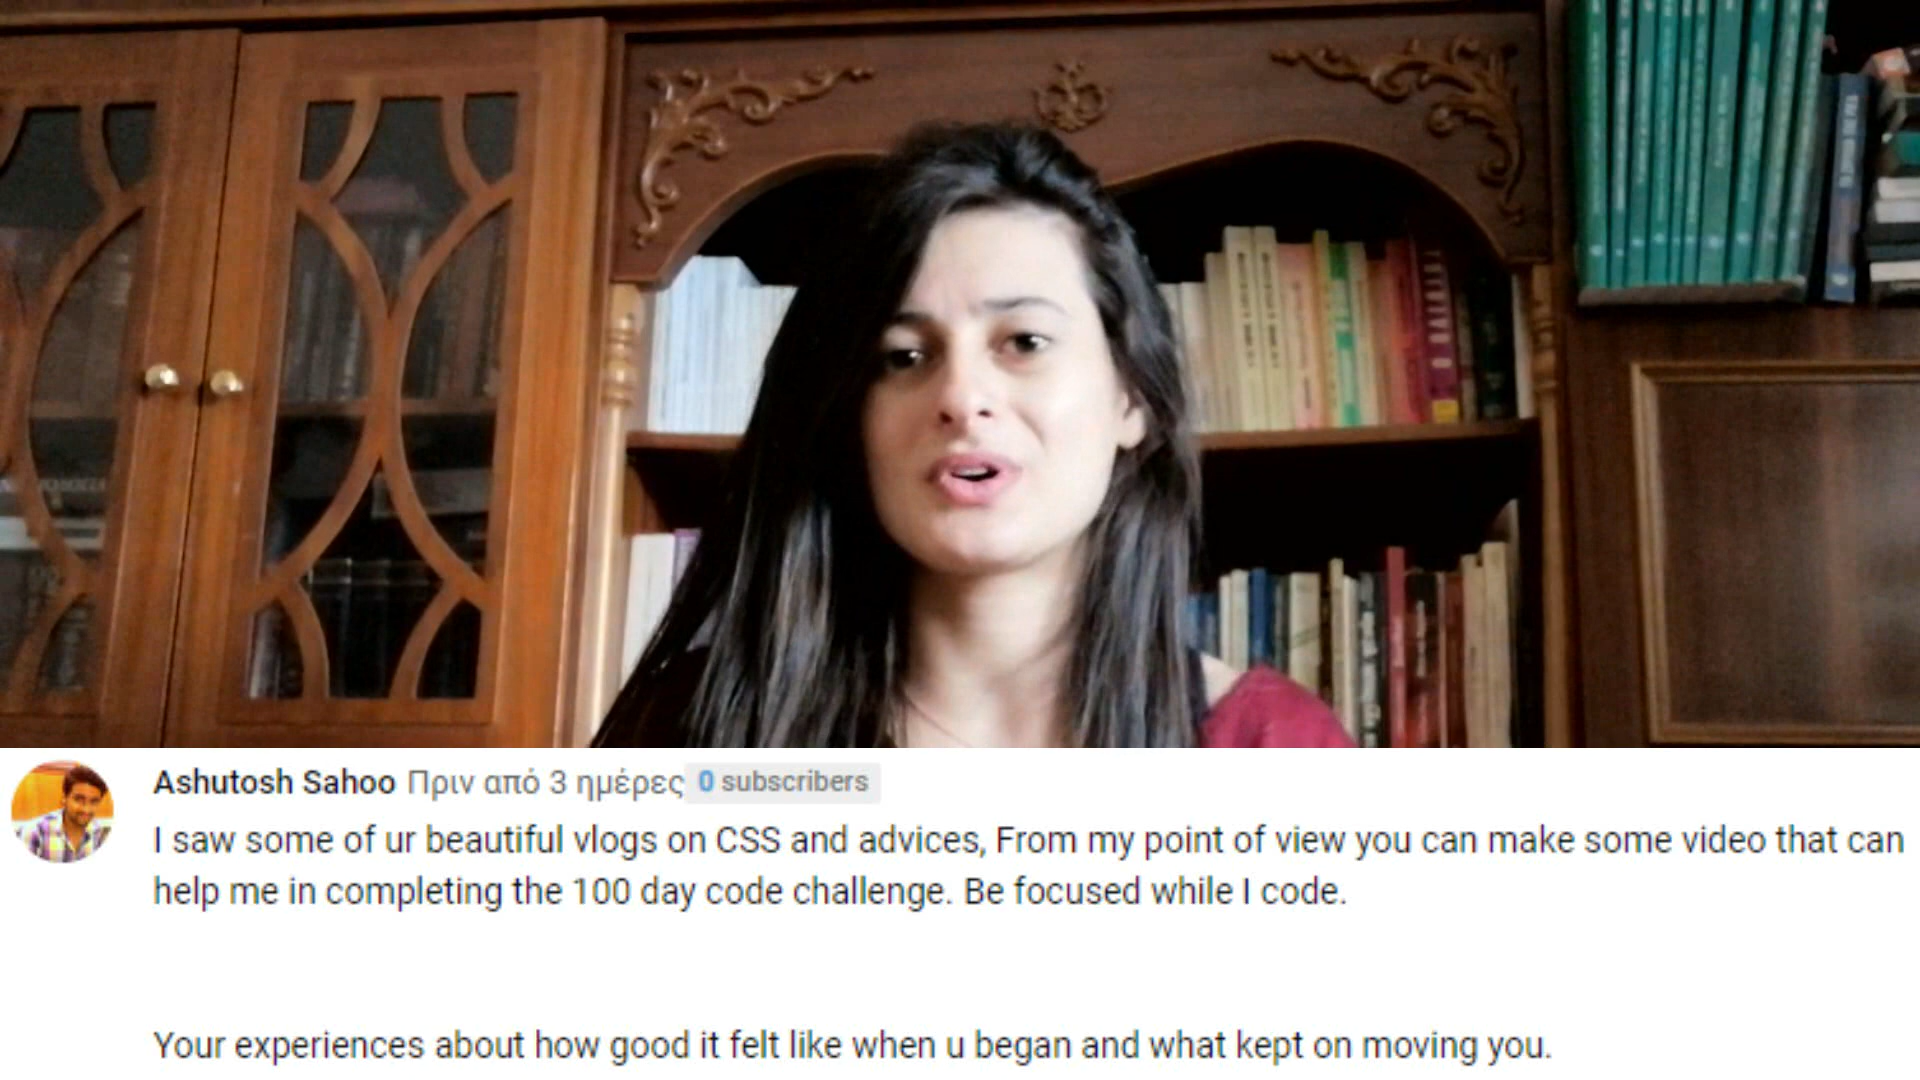 Ashutosh Sahoo Πριν από 3 ημέρες 0 subscribers
I saw some of ur beautiful vlogs on CSS and advices, From my point of view you can make some video that can
help me in completing the 100 day code challenge. Be focused while I code.
Your experiences about how good it felt like when u began and what kept on moving you.